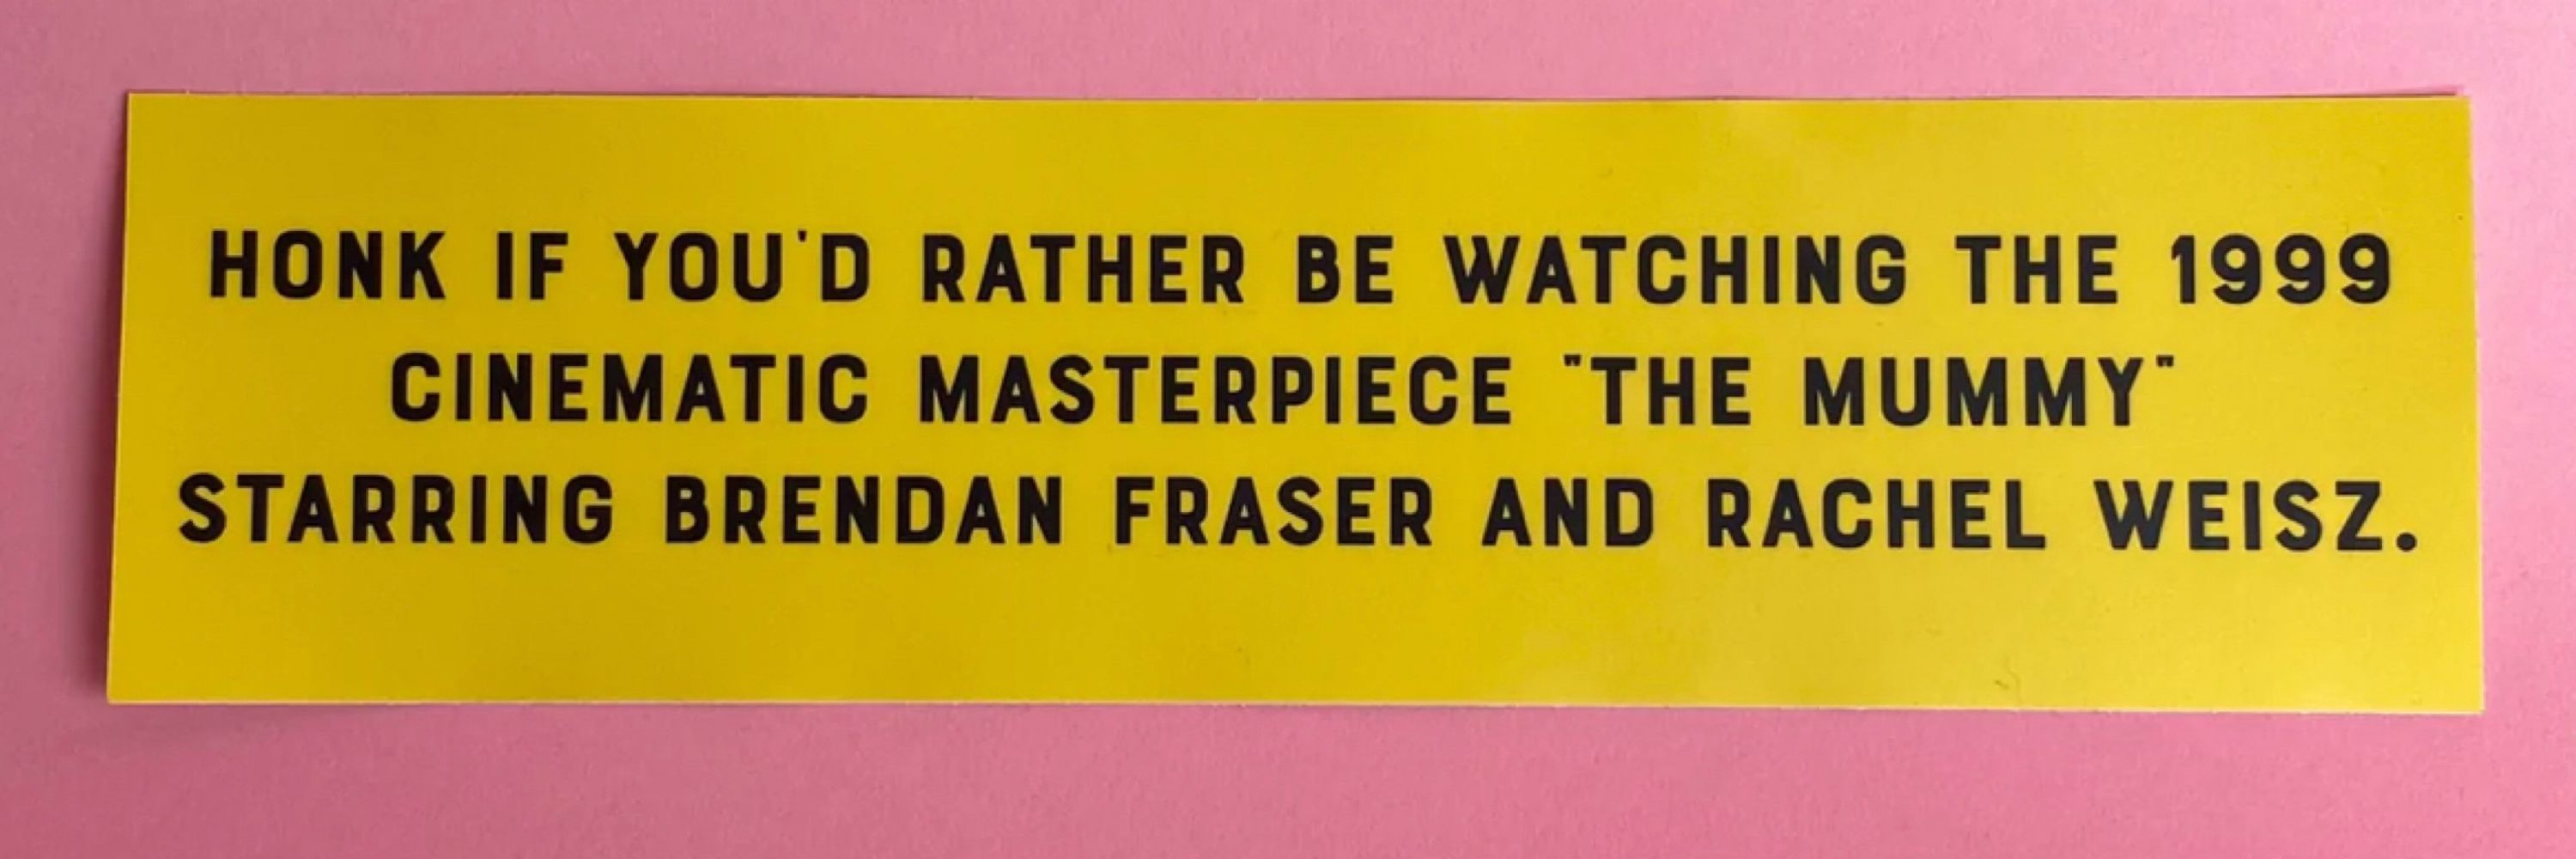 HONK IF YOU'D RATHER BE WATCHING THE 1999
CINEMATIC MASTERPIECE "THE MUMMY"
STARRING BRENDAN FRASER AND RACHEL WEISZ.